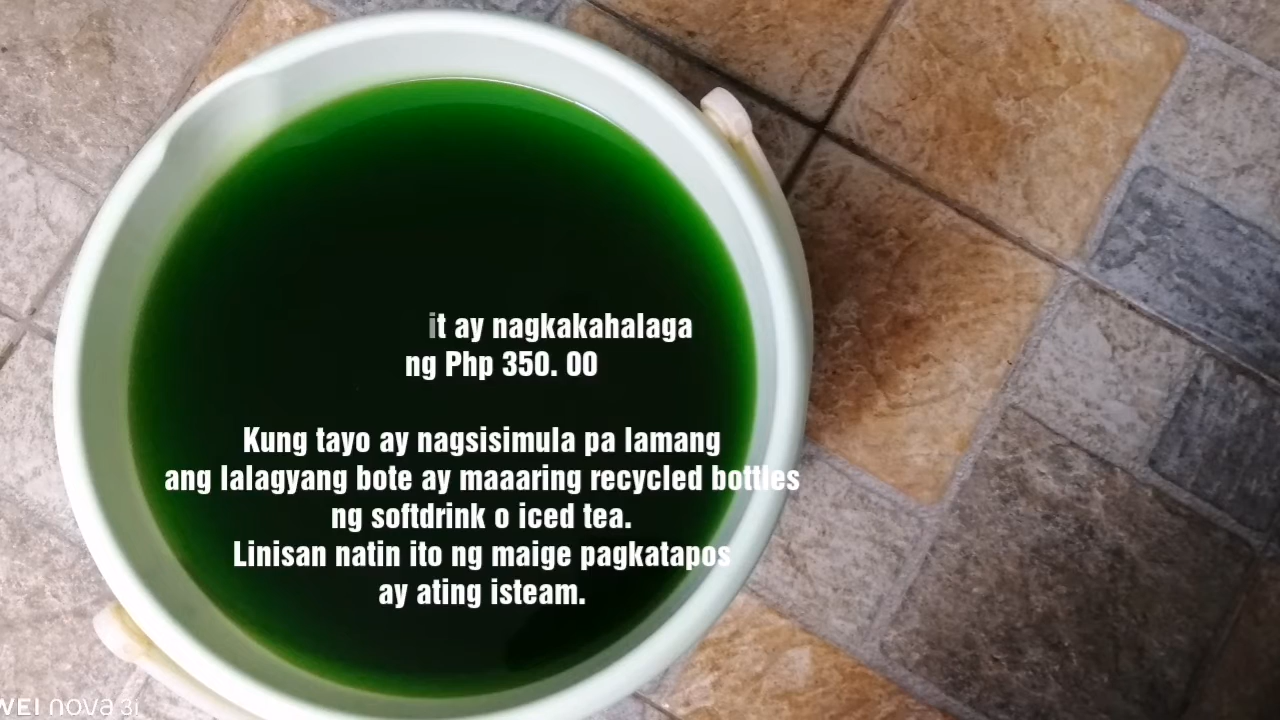 it ay nagkakahalaga
ng Php 350. 00
Kung tayo ay nagsisimula pa lamang
ang lalagyang bote ay maaaring recycled bottles
ng softdrink o iced tea.
Linisan natin ito ng maige pagkatapos
ay ating isteam.
WEI nova 3i